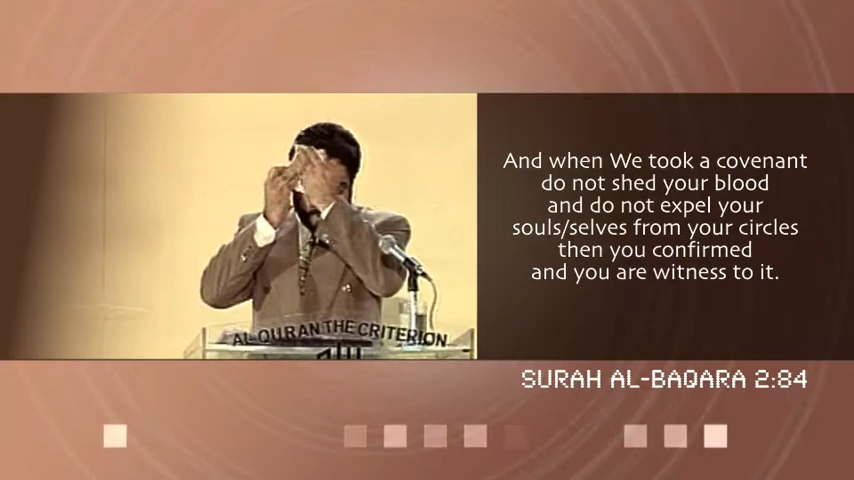 AL-QURAN THE CRITERION
And when We took a covenant
do not shed your blood
and do not expel your
souls/selves from your circles
then you confirmed
and you are witness to it.
SURAH AL-BAQARA 2:84